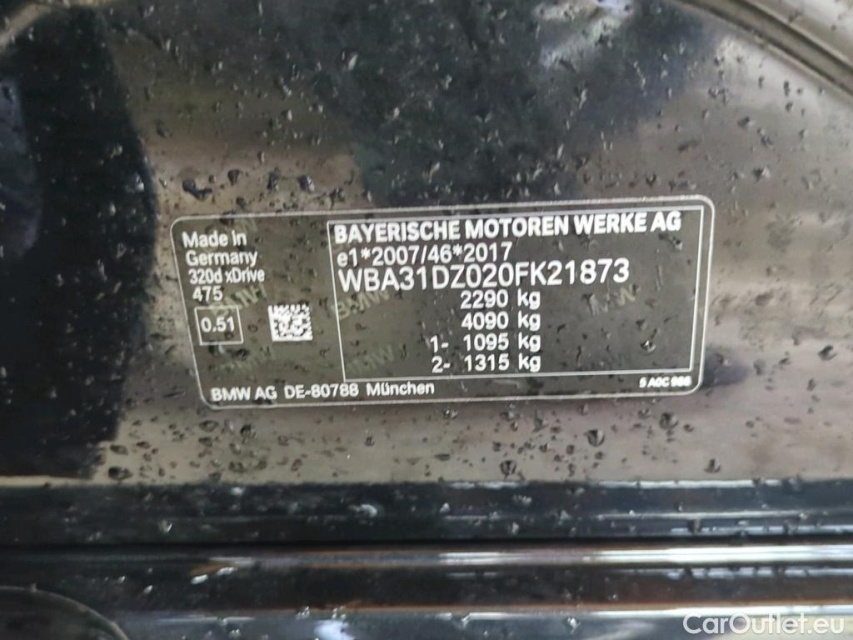 Made in
Germany
320d xDrive
475
0.51
BAYERISCHE MOTOREN WERKE AG
e1*2007/46*2017
WBA31DZ020FK21873
2290 kg
4090 kg
1- 1095 kg
2- 1315 kg
BMW AG DE-80788 München
CarOutlet.eu